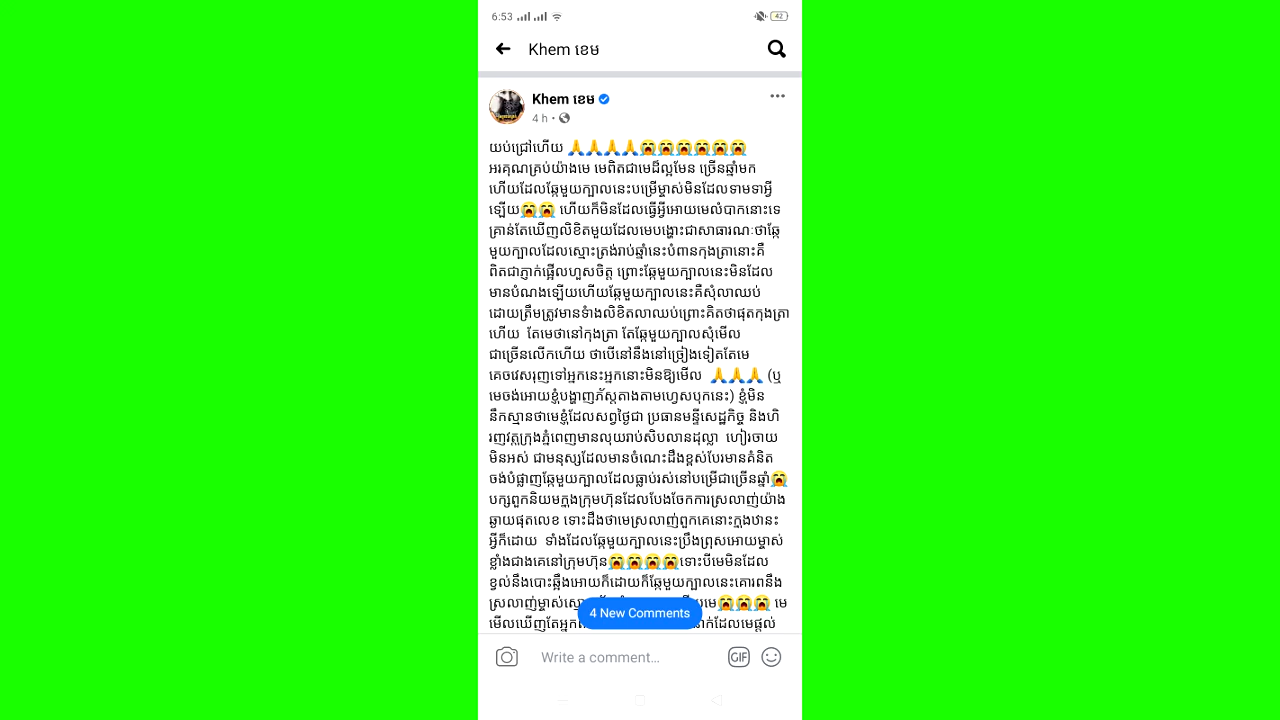 6:53
42
Khem ខេម
Khem ខេម
4 h
យប់ជ្រៅហើយ 🙏🙏🙏🙏😭😭😭😭😭😭
អរគុណគ្រប់យ៉ាងមេ មេពិតជាមេដ៏ល្អមែន ច្រើនឆ្នាំមក
ហើយដែលឆ្កែមួយក្បាលនេះបម្រើម្ចាស់មិនដែលទាមទាអ្វី
ឡើយ😭😭 ហើយក៏មិនដែលធ្វើអ្វីអោយមេលំបាកនោះទេ
គ្រាន់តែឃើញលិខិតមួយដែលមេបង្ហោះជាសាធារណៈថាឆ្កែ
មួយក្បាលដែលស្មោះត្រង់រាប់ឆ្នាំនេះបំពានកុងត្រានោះគឺ
ពិតជាភ្ញាក់ផ្អើលហួសចិត្ត ព្រោះឆ្កែមួយក្បាលនេះមិនដែល
មានបំណងឡើយហើយឆ្កែមួយក្បាលនេះគឺសុំលាឈប់
ដោយត្រឹមត្រូវមានទំាងលិខិតលាឈប់ព្រោះគិតថាផុតកុងត្រា
ហើយ តែមេថានៅកុងត្រា តែឆ្កែមួយក្បាលសុំមើល
ជាច្រើនលើកហើយ ថាបើនៅនឹងនៅច្រៀងទៀតតែមេ
គេចវេសរុញទៅអ្នកនេះអ្នកនោះមិនឱ្យមើល 🙏🙏🙏 (ឬ
មេចង់អោយខ្ញុំបង្ហាញភ័ស្តតាងតាមហ្វេសបុកនេះ) ខ្ញុំមិន
នឹកស្មានថាមេខ្ញុំដែលសព្វថ្ងៃជា ប្រធានមន្ទីសេដ្ឋកិច្ច និងហិ
រញវត្ថុក្រុងភ្នំពេញមានលុយរាប់សិបលានដុល្លា ហៀរចាយ
មិនអស់ ជាមនុស្សដែលមានចំណេះដឹងខ្ពស់បែរមានគំនិត
ចង់បំផ្លាញឆ្កែមួយក្បាលដែលធ្លាប់រស់នៅបម្រើជាច្រើនឆ្នាំ😭
បក្សពួកនិយមក្នុងក្រុមហ៊ុនដែលបែងចែកការស្រលាញ់យ៉ាង
ឆ្ងាយផុតលេខ ទោះដឹងថាមេស្រលាញ់ពួកគេនោះក្នុងឋានះ
អ្វីក៏ដោយ ទាំងដែលឆ្កែមួយក្បាលនេះប្រឹងព្រុសអោយម្ចាស់
ខ្លាំងជាងគេនៅក្រុមហ៊ុន😭😭😭😭ទោះបីមេមិនដែល
ខ្វល់នឹងបោះឆ្អឹងអោយក៏ដោយក៏ឆ្កែមួយក្បាលនេះគោរពនឹង
ស្រលាញ់ម្ចាស់ 😭😭😭 មេ
4 New Comments
មើលឃើញតែអ្នក ដែលមេផ្តល់
Write a comment...
GIF